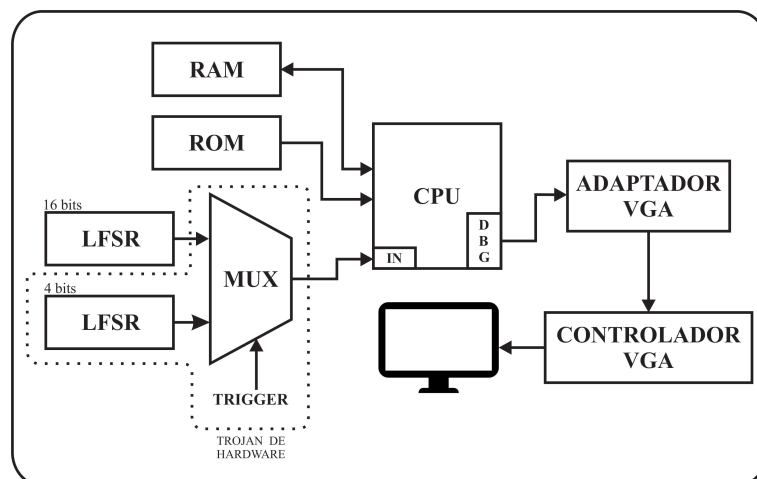 RAM
ROM
16 bits
LFSR
4 bits
LFSR
MUX
TRIGGER
TROJAN DE
HARDWARE
CPU
IN
D
B
G
ADAPTADOR
VGA
CONTROLADOR
VGA